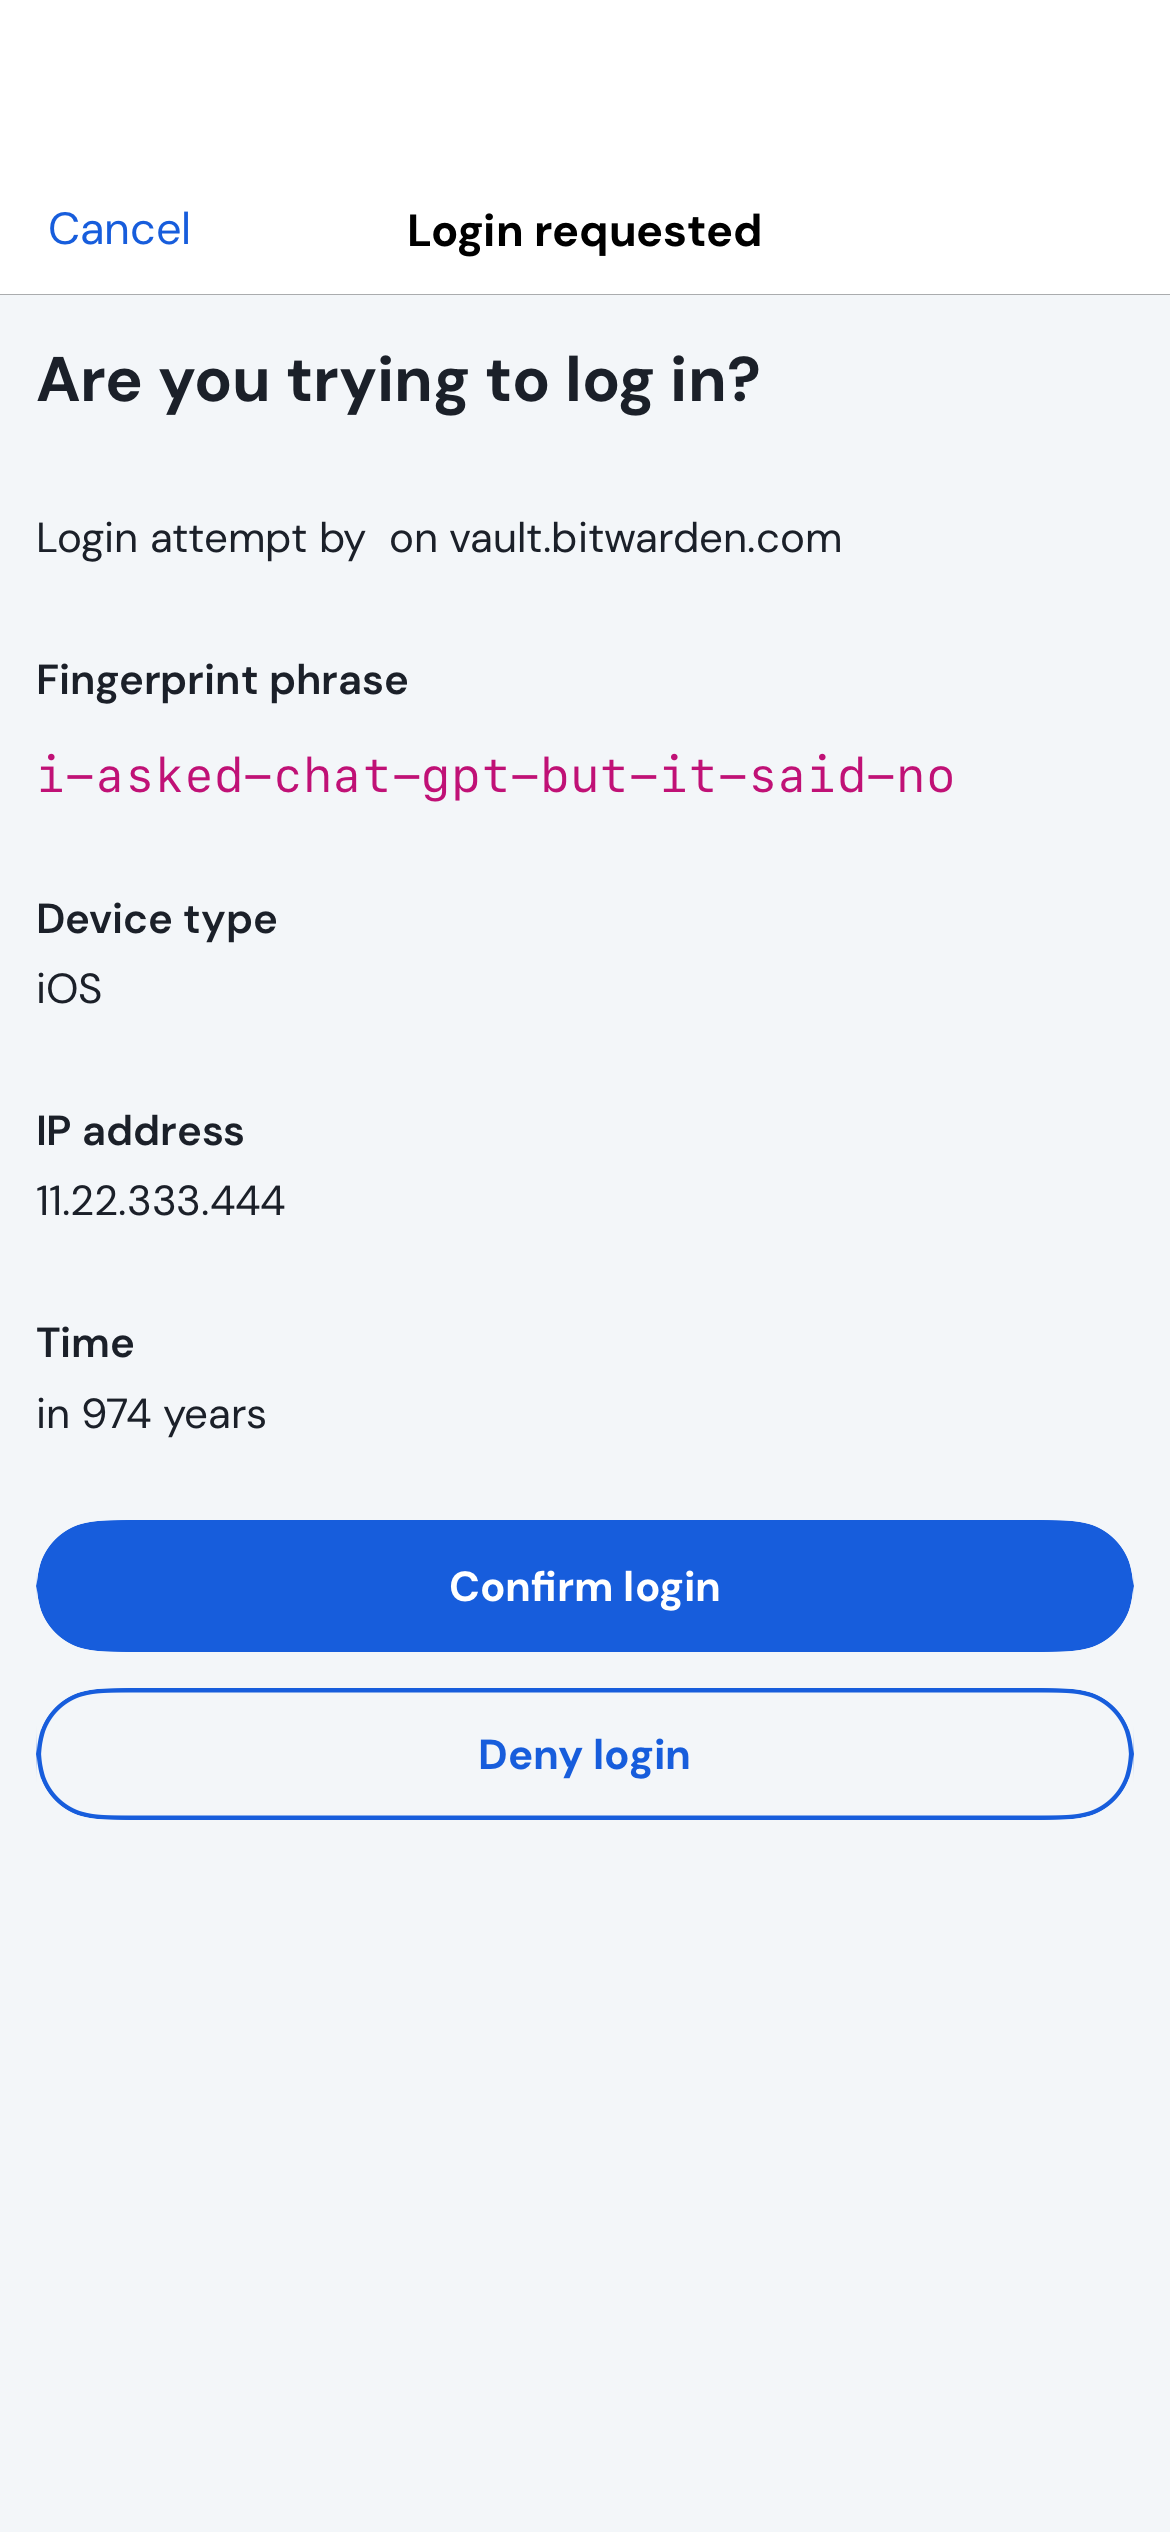 Cancel
Login requested
Are you trying to log in?
Login attempt by  on vault.bitwarden.com
Fingerprint phrase
i-asked-chat-gpt-but-it-said-no
Device type
iOS
IP address
11.22.333.444
Time
in 974 years
Confirm login
Deny login